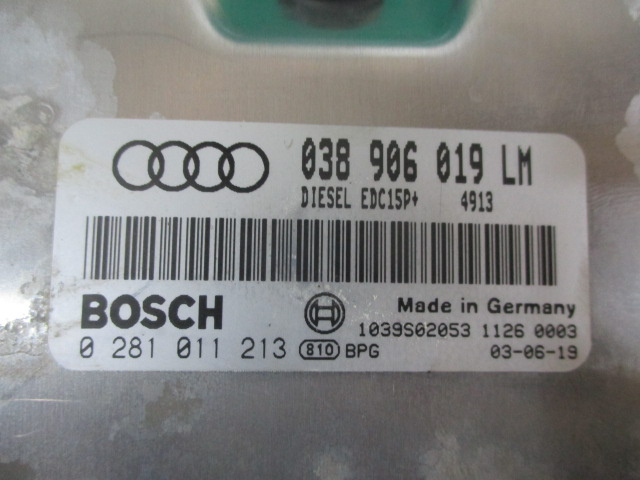 038 906 019 LM
DIESEL EDC15P+ 4913
BOSCH
Made in Germany
1039S02053 1126 0003
0 281 011 213 810 BPG 03-06-19